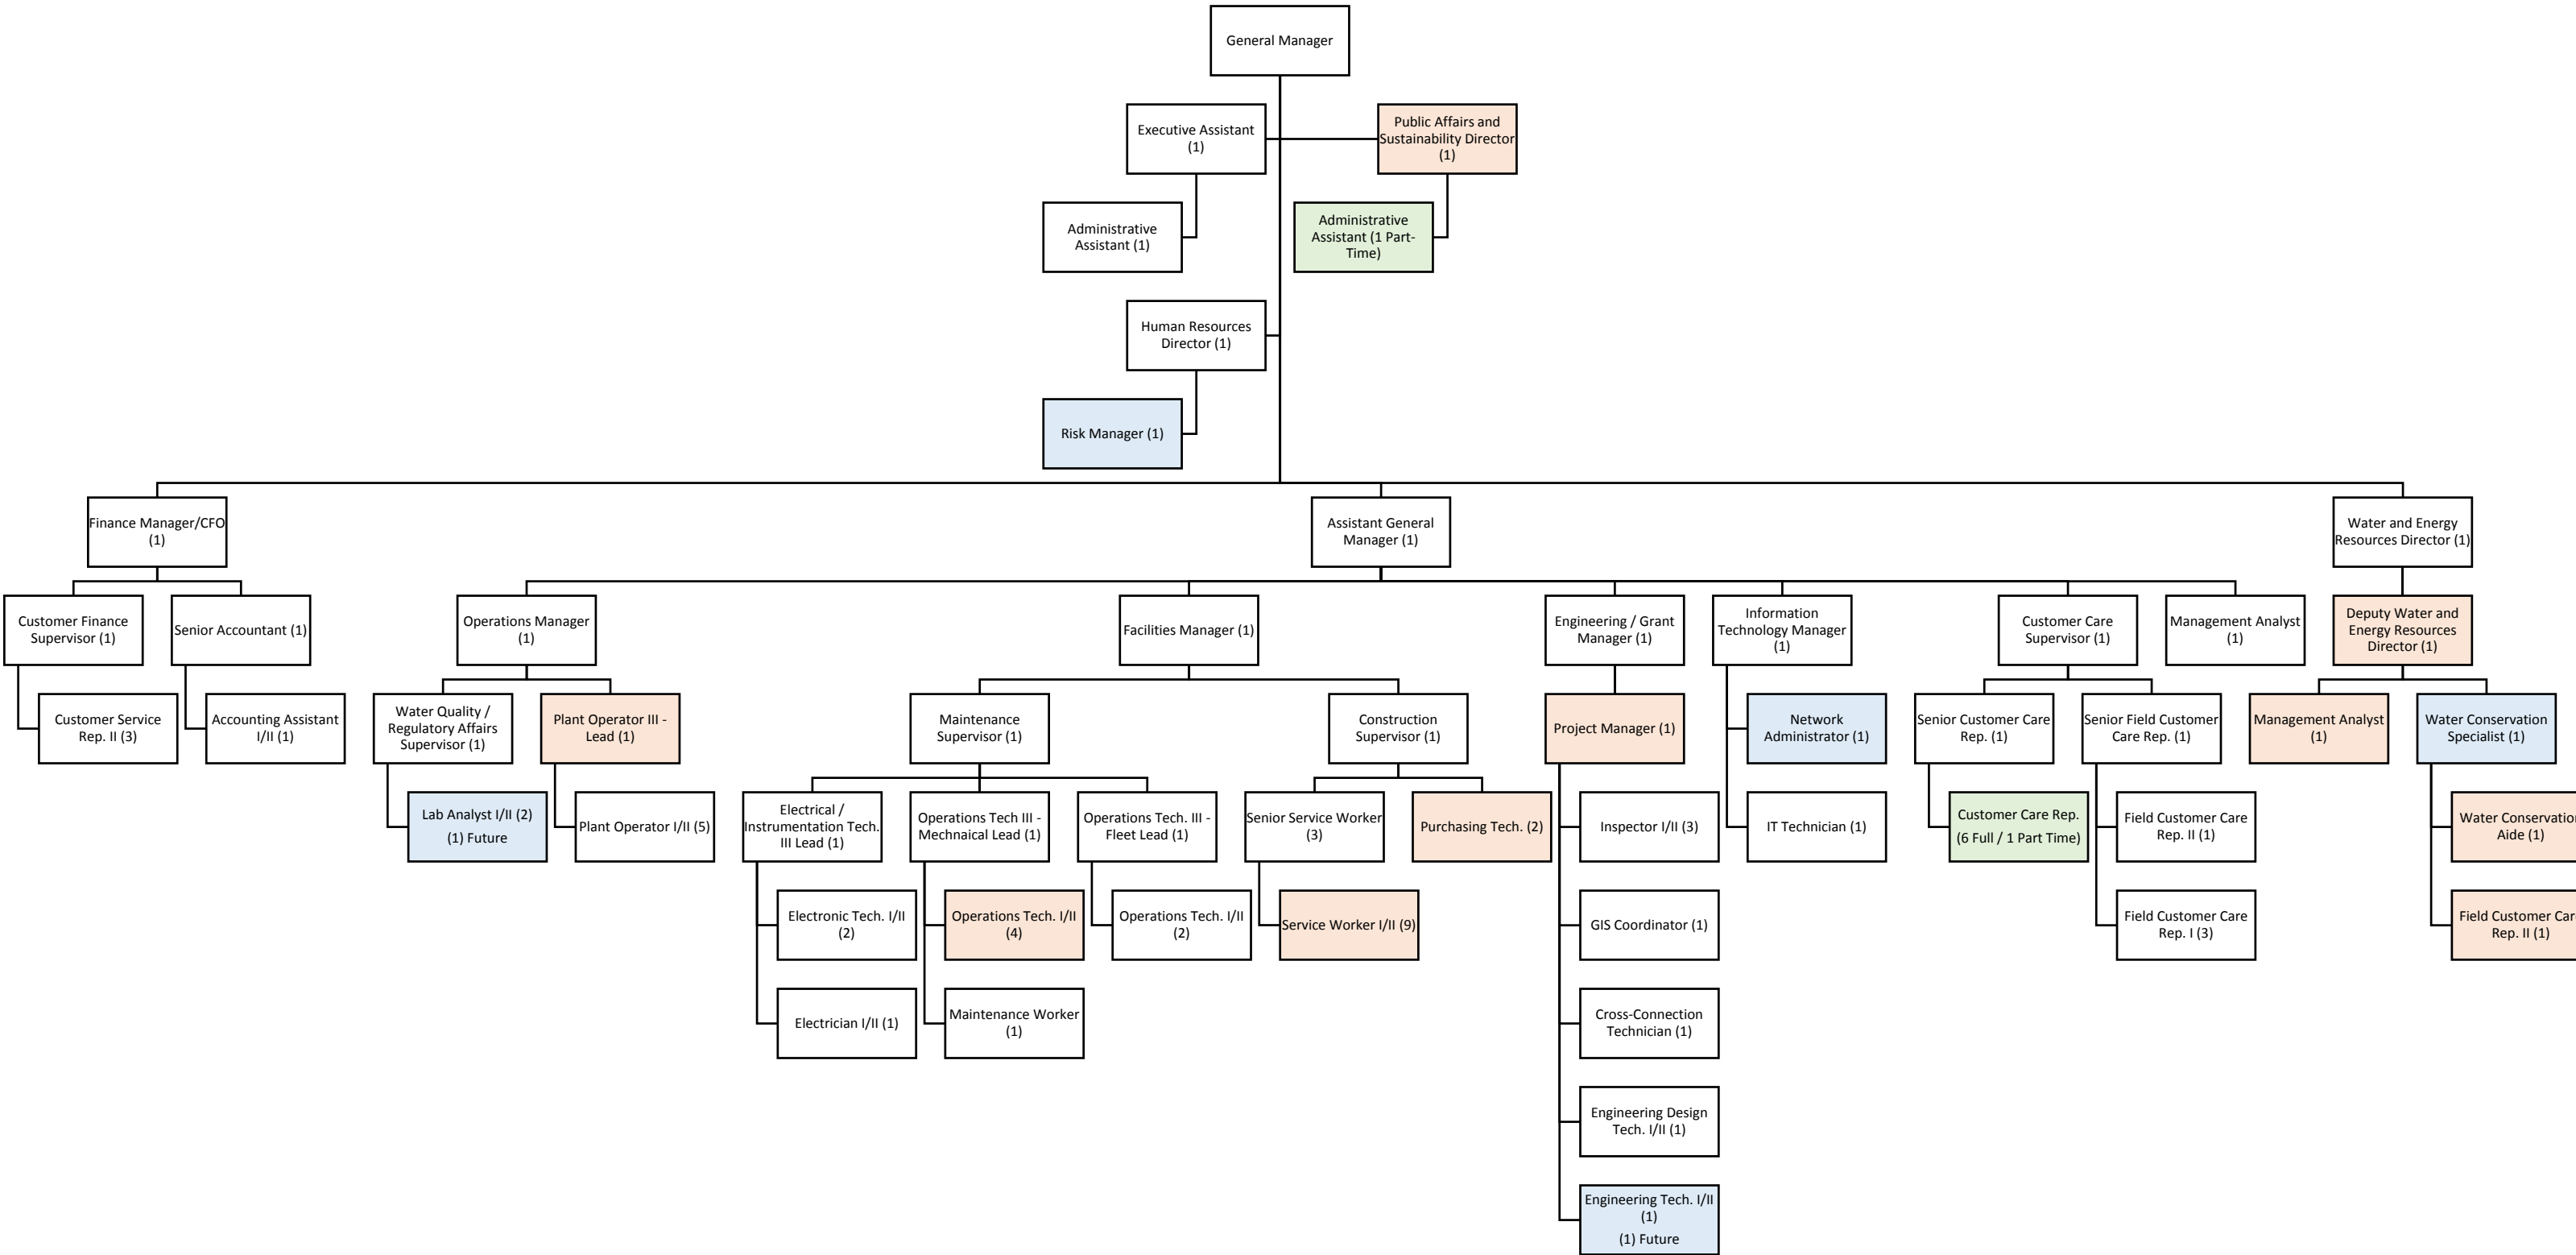 General Manager
Executive Assistant
(1)
Public Affairs and
Sustainability Director
(1)
Administrative
Assistant (1)
Administrative
Assistant (1 Part-
Time)
Human Resources
Director (1)
Risk Manager (1)
Finance Manager/CFO
(1)
Assistant General
Manager (1)
Water and Energy
Resources Director (1)
Customer Finance
Supervisor (1)
Senior Accountant (1)
Operations Manager
(1)
Facilities Manager (1)
Engineering / Grant
Manager (1)
Information
Technology Manager
(1)
Customer Care
Supervisor (1)
Management Analyst
(1)
Deputy Water and
Energy Resources
Director (1)
Customer Service
Rep. II (3)
Accounting Assistant
I/II (1)
Water Quality /
Regulatory Affairs
Supervisor (1)
Plant Operator III -
Lead (1)
Maintenance
Supervisor (1)
Construction
Supervisor (1)
Project Manager (1)
Network
Administrator (1)
Senior Customer Care
Rep. (1)
Senior Field Customer
Care Rep. (1)
Management Analyst
(1)
Water Conservation
Specialist (1)
Lab Analyst I/II (2)
(1) Future
Plant Operator I/II (5)
Electrical /
Instrumentation Tech.
III Lead (1)
Operations Tech III -
Mechnaical Lead (1)
Operations Tech. III -
Fleet Lead (1)
Senior Service Worker
(3)
Purchasing Tech. (2)
Inspector I/II (3)
IT Technician (1)
Customer Care Rep.
(6 Full / 1 Part Time)
Field Customer Care
Rep. II (1)
Water Conservation
Aide (1)
Electronic Tech. I/II
(2)
Operations Tech. I/II
(4)
Operations Tech. I/II
(2)
Service Worker I/II (9)
GIS Coordinator (1)
Field Customer Care
Rep. I (3)
Field Customer Car
Rep. II (1)
Electrician I/II (1)
Maintenance Worker
(1)
Cross-Connection
Technician (1)
Engineering Design
Tech. I/II (1)
Engineering Tech. I/II
(1)
(1) Future